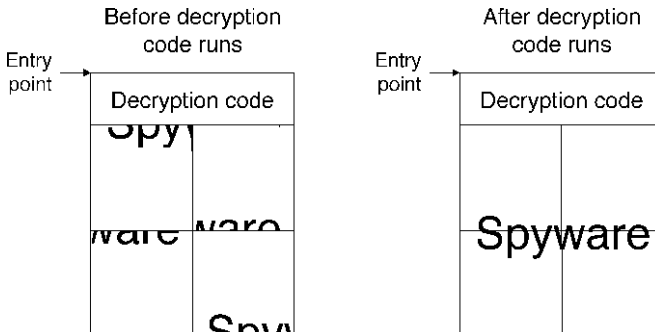 Before decryption
code runs
After decryption
code runs
Entry
point
Entry
point
Decryption code
Decryption code
Spyware